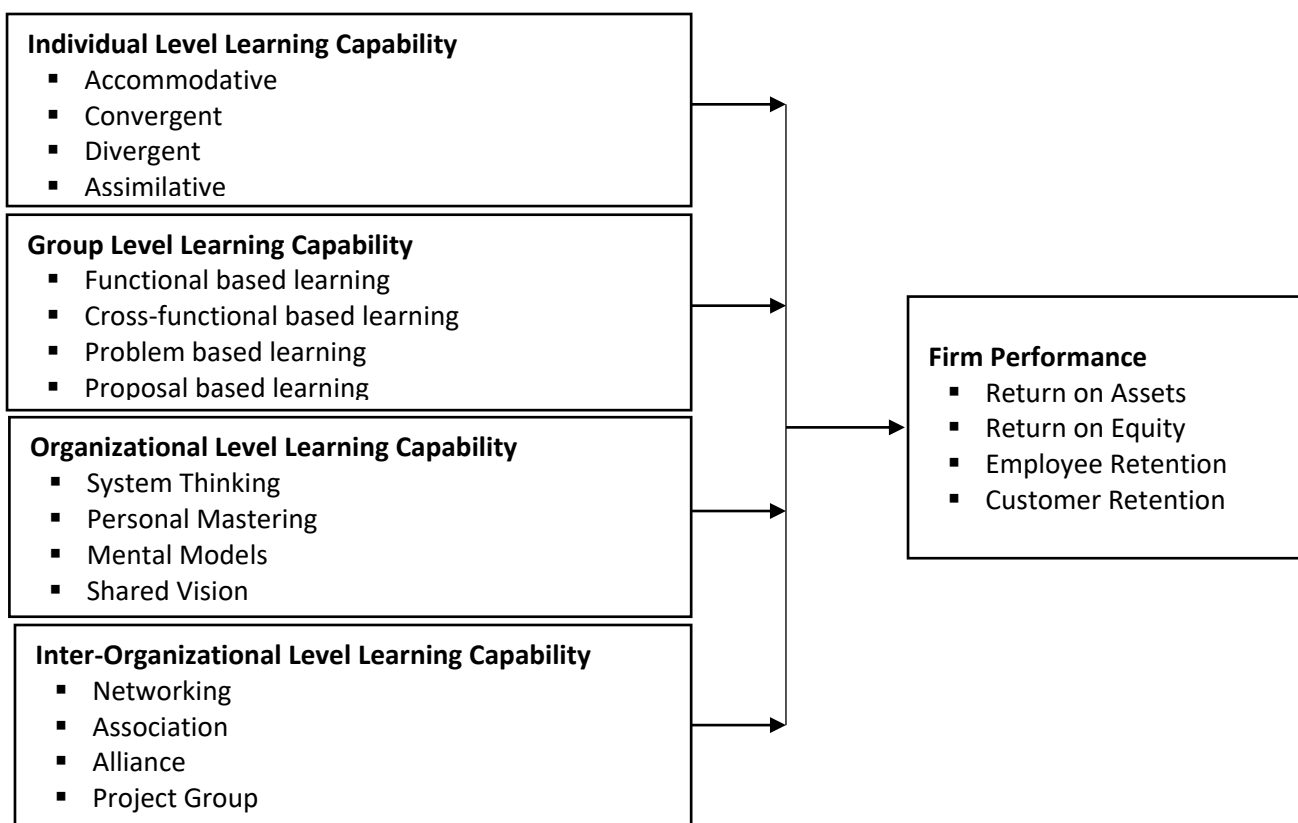 Individual Level Learning Capability
▪ Accommodative
▪ Convergent
▪ Divergent
▪ Assimilative
Group Level Learning Capability
▪ Functional based learning
▪ Cross-functional based learning
▪ Problem based learning
▪ Proposal based learning
Organizational Level Learning Capability
▪ System Thinking
▪ Personal Mastering
▪ Mental Models
▪ Shared Vision
Inter-Organizational Level Learning Capability
▪ Networking
▪ Association
▪ Alliance
▪ Project Group
Firm Performance
▪ Return on Assets
▪ Return on Equity
▪ Employee Retention
▪ Customer Retention